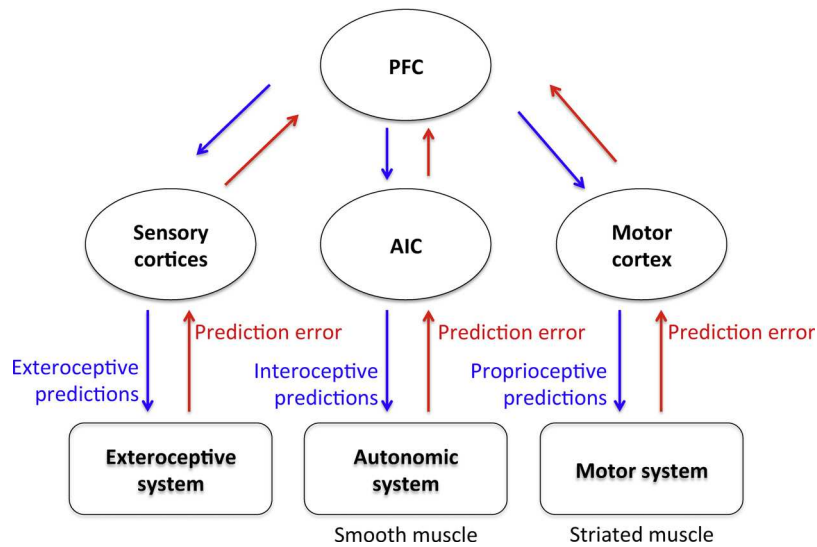 PFC
Sensory
cortices
AIC
Motor
cortex
Prediction error
Prediction error
Prediction error
Exteroceptive
predictions
Interoceptive
predictions
Proprioceptive
predictions
Exteroceptive
system
Autonomic
system
Motor system
Smooth muscle
Striated muscle